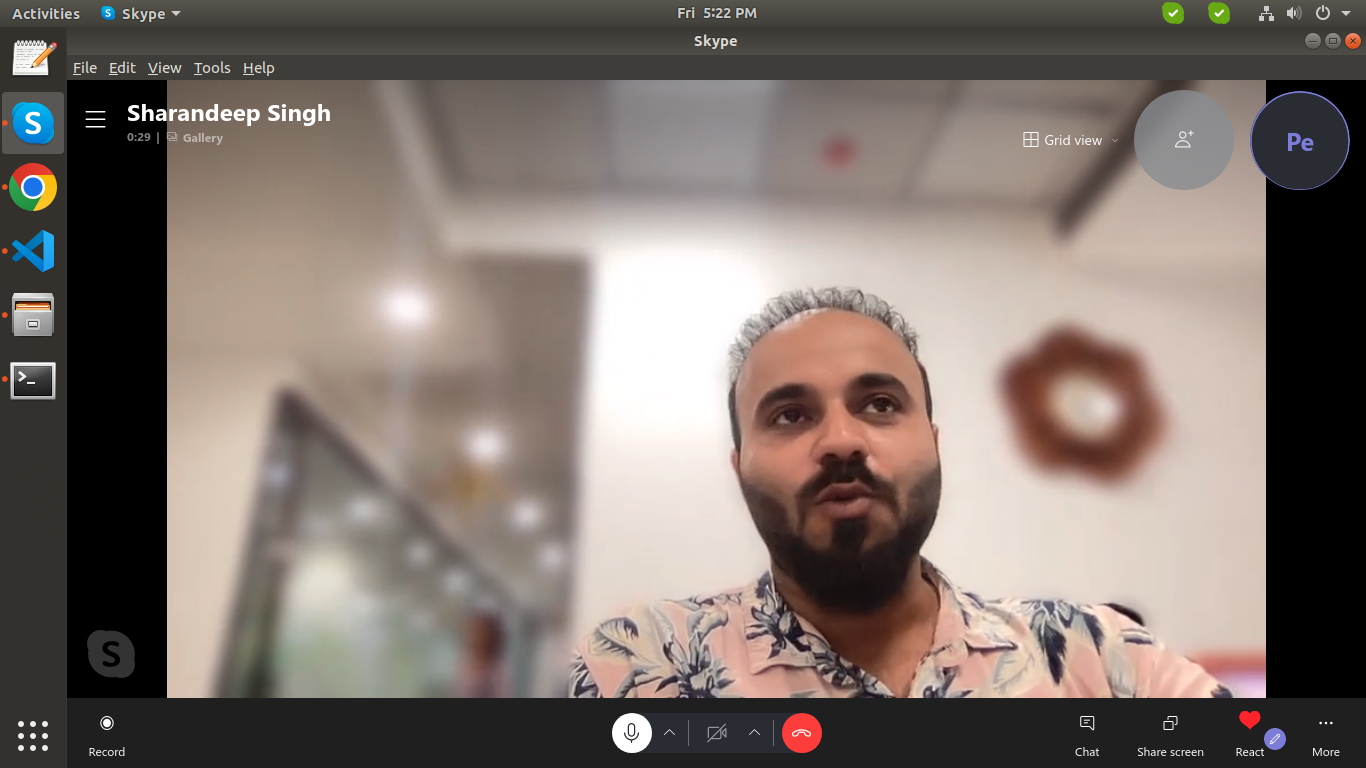 Activities
Skype
Fri 5:22 PM
Skype
File Edit View Tools Help
Sharandeep Singh
0:29 | Gallery
Grid view
Pe
S
S
Record
Chat
Share screen
React
More